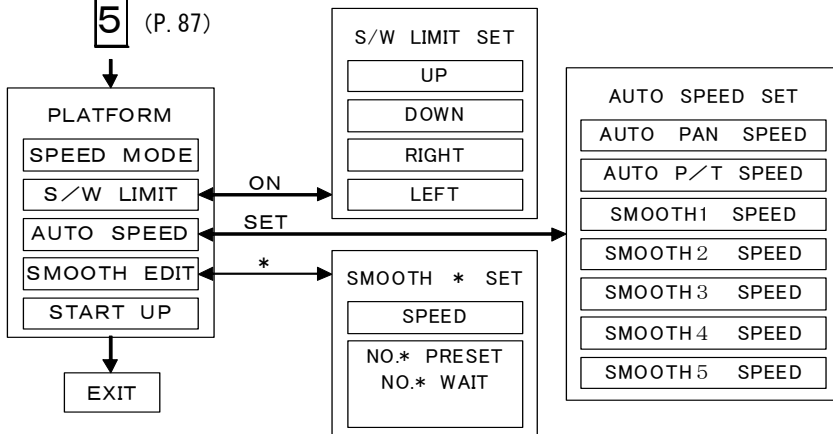 5 (P. 87)
PLATFORM
SPEED MODE
S/W LIMIT
AUTO SPEED
SMOOTH EDIT
START UP
EXIT
ON
SET
*
S/W LIMIT SET
UP
DOWN
RIGHT
LEFT
SMOOTH * SET
SPEED
NO.* PRESET
NO.* WAIT
AUTO SPEED SET
AUTO PAN SPEED
AUTO P/T SPEED
SMOOTH1 SPEED
SMOOTH2 SPEED
SMOOTH3 SPEED
SMOOTH4 SPEED
SMOOTH5 SPEED